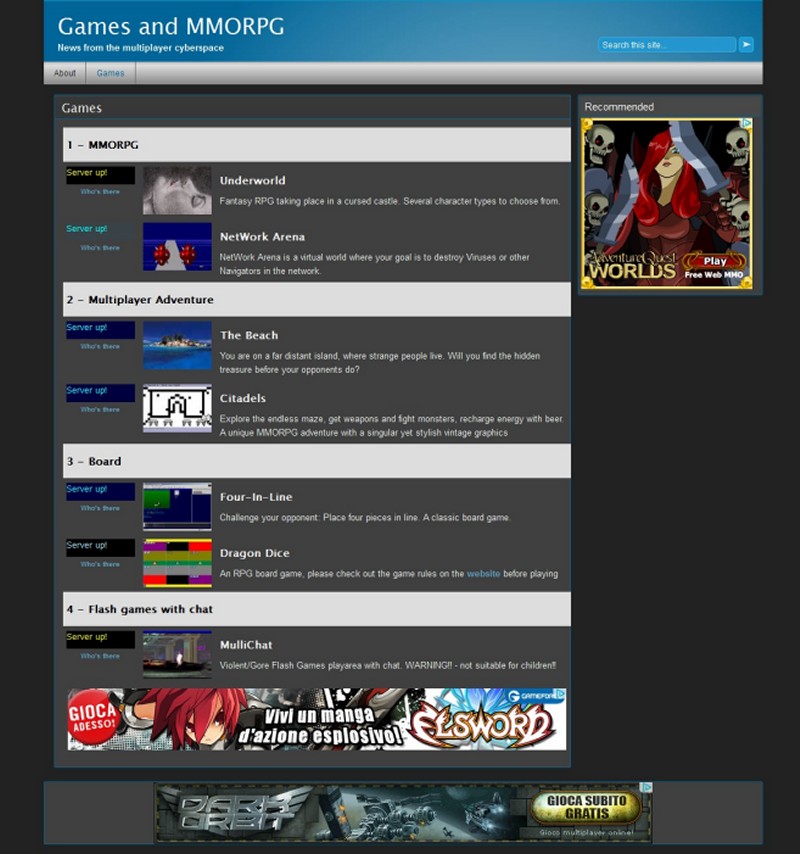 Games and MMORPG
News from the multiplayer cyberspace
Search this site...
About
Games
Games
1 - MMORPG
Server up!
Who's there
Underworld
Fantasy RPG taking place in a cursed castle. Several character types to choose from.
Server up!
Who's there
NetWork Arena
NetWork Arena is a virtual world where your goal is to destroy Viruses or other
Navigators in the network.
2 - Multiplayer Adventure
Server up!
Who's there
The Beach
You are on a far distant island, where strange people live. Will you find the hidden
treasure before your opponents do?
Server up!
Who's there
Citadels
Explore the endless maze, get weapons and fight monsters, recharge energy with beer.
A unique MMORPG adventure with a singular yet stylish vintage graphics
3 - Board
Server up!
Who's there
Four-In-Line
Challenge your opponent: Place four pieces in line. A classic board game.
Server up!
Who's there
Dragon Dice
An RPG board game, please check out the game rules on the website before playing
4 - Flash games with chat
Server up!
Who's there
MulliChat
Violent/Gore Flash Games playarea with chat. WARNING!! - not suitable for children!!
GIOCA
ADESSO!
Vivi un manga
d'azione esplosivo!
ELSWORD
GAMEFORGE
Recommended
AdventureQuest
WORLDS
Play
Free Web MMO
DARK
ORBIT
GIOCA SUBITO
GRATIS
Gioco multiplayer online!